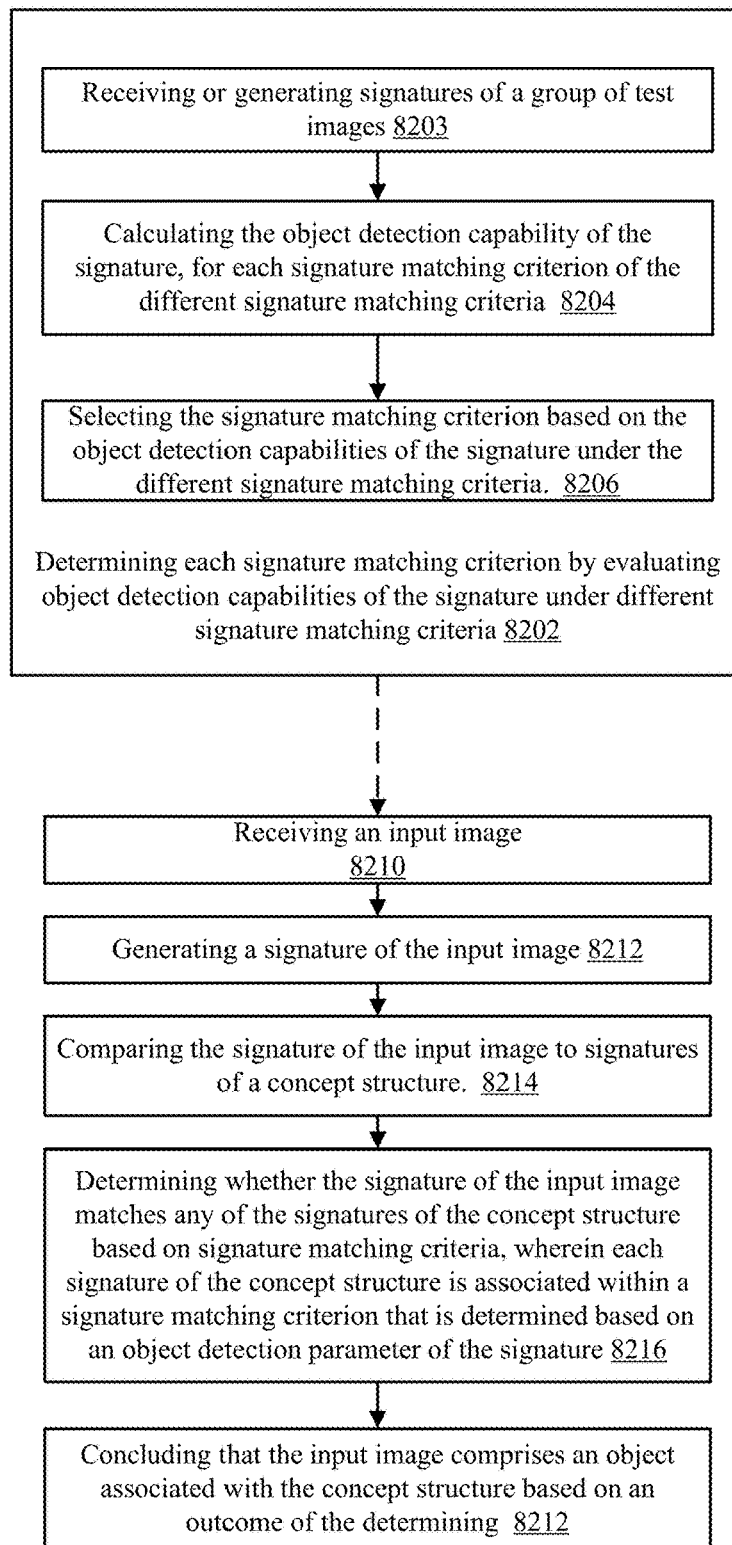 Receiving or generating signatures of a group of test
images 8203
Calculating the object detection capability of the
signature, for each signature matching criterion of the
different signature matching criteria 8204
Selecting the signature matching criterion based on the
object detection capabilities of the signature under the
different signature matching criteria. 8206
Determining each signature matching criterion by evaluating
object detection capabilities of the signature under different
signature matching criteria 8202
Receiving an input image
8210
Generating a signature of the input image 8212
Comparing the signature of the input image to signatures
of a concept structure. 8214
Determining whether the signature of the input image
matches any of the signatures of the concept structure
based on signature matching criteria, wherein each
signature of the concept structure is associated within a
signature matching criterion that is determined based on
an object detection parameter of the signature 8216
Concluding that the input image comprises an object
associated with the concept structure based on an
outcome of the determining 8212